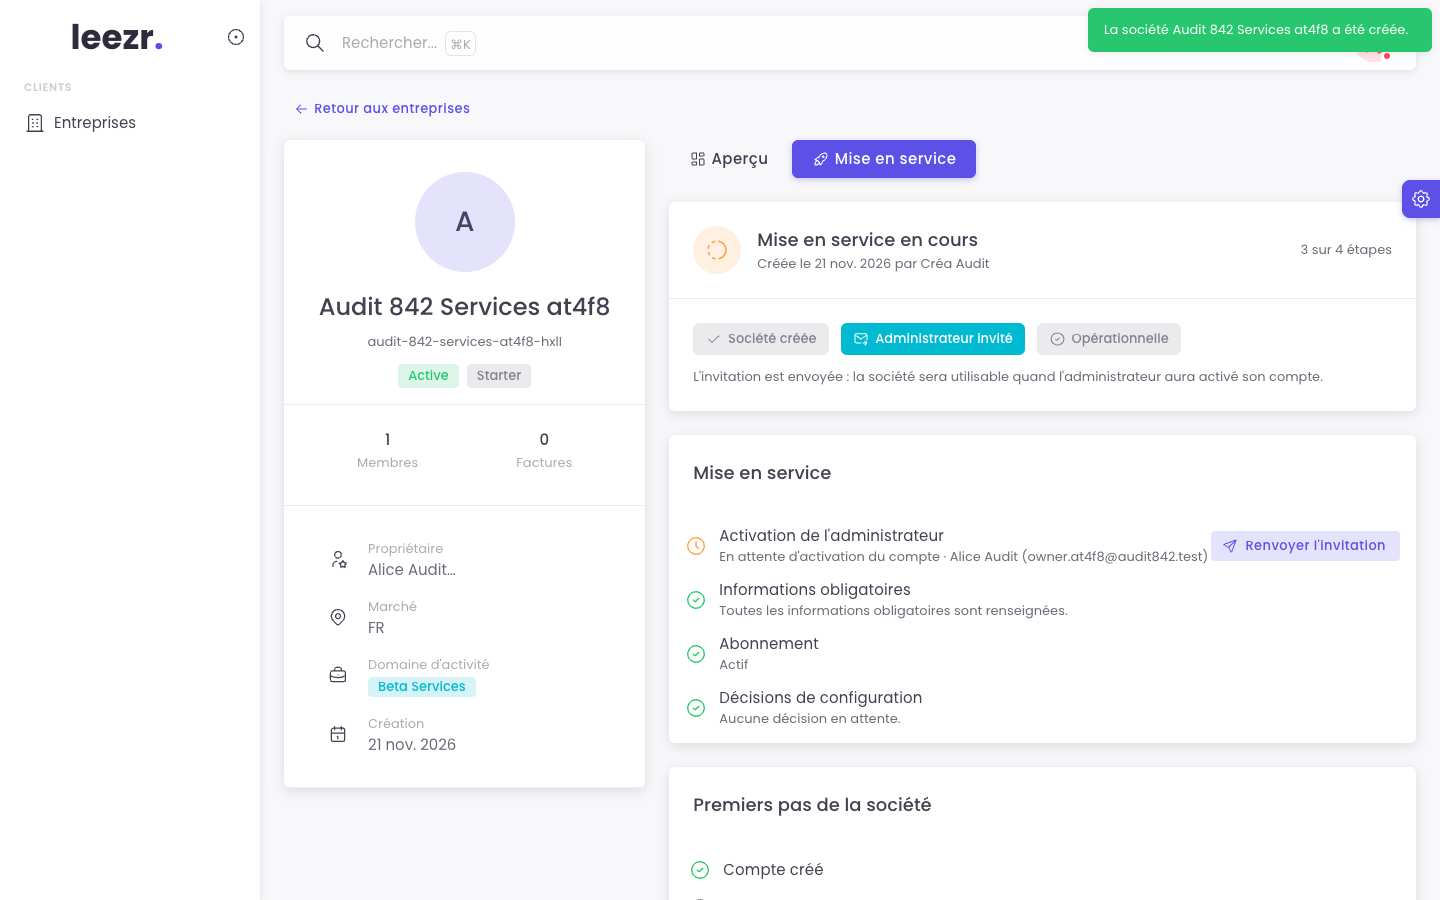 leezr.
CLIENTS
Entreprises
Rechercher... ⌘K
La société Audit 842 Services at4f8 a été créée.
Retour aux entreprises
A
Audit 842 Services at4f8
audit-842-services-at4f8-hxll
Active
Starter
1
Membres
0
Factures
Propriétaire
Alice Audit...
Marché
FR
Domaine d'activité
Beta Services
Création
21 nov. 2026
Aperçu
Mise en service
Mise en service en cours
Créée le 21 nov. 2026 par Créa Audit
3 sur 4 étapes
Société créée
Administrateur invité
Opérationnelle
L'invitation est envoyée : la société sera utilisable quand l'administrateur aura activé son compte.
Mise en service
Activation de l'administrateur
En attente d'activation du compte · Alice Audit (owner.at4f8@audit842.test)
Renvoyer l'invitation
Informations obligatoires
Toutes les informations obligatoires sont renseignées.
Abonnement
Actif
Décisions de configuration
Aucune décision en attente.
Premiers pas de la société
Compte créé